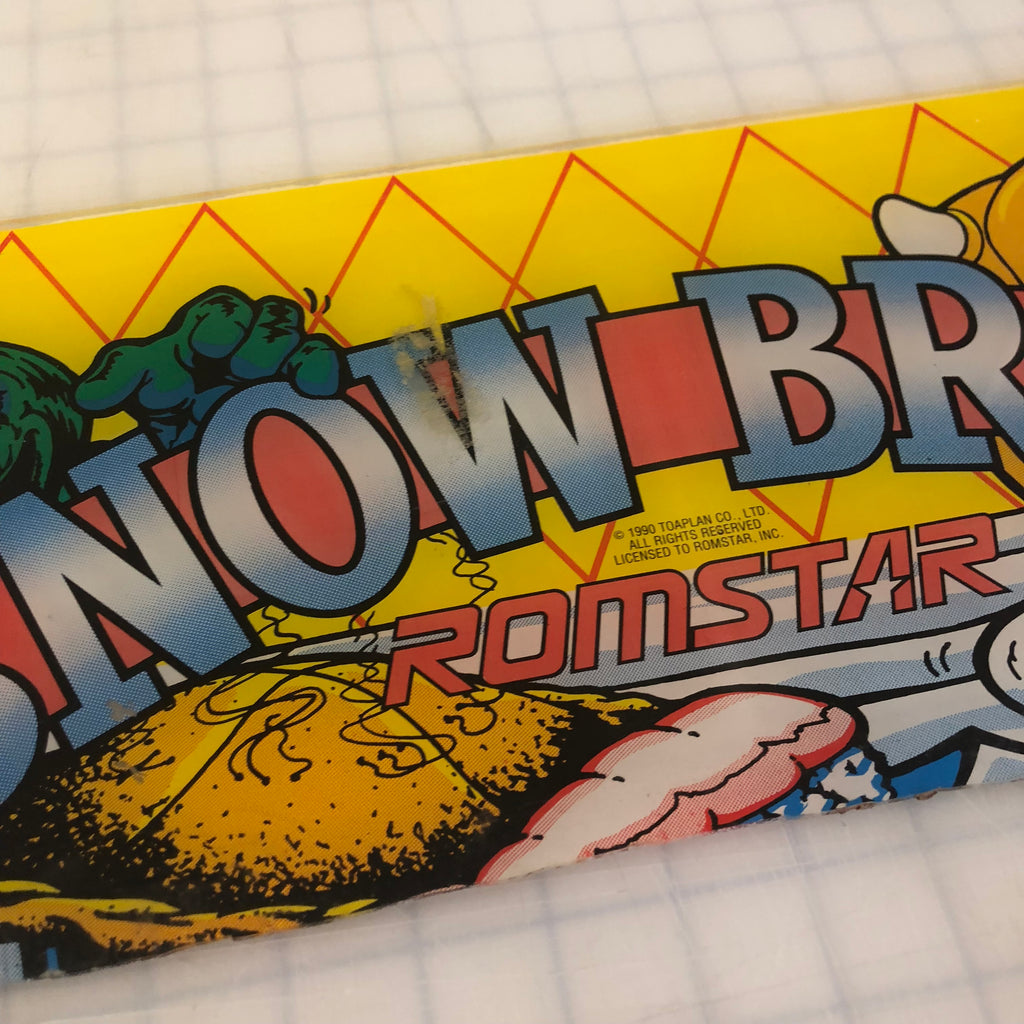 SNOW BR
© 1990 TOAPLAN CO., LTD.
ALL RIGHTS RESERVED
LICENSED TO ROMSTAR, INC.
ROMSTAR